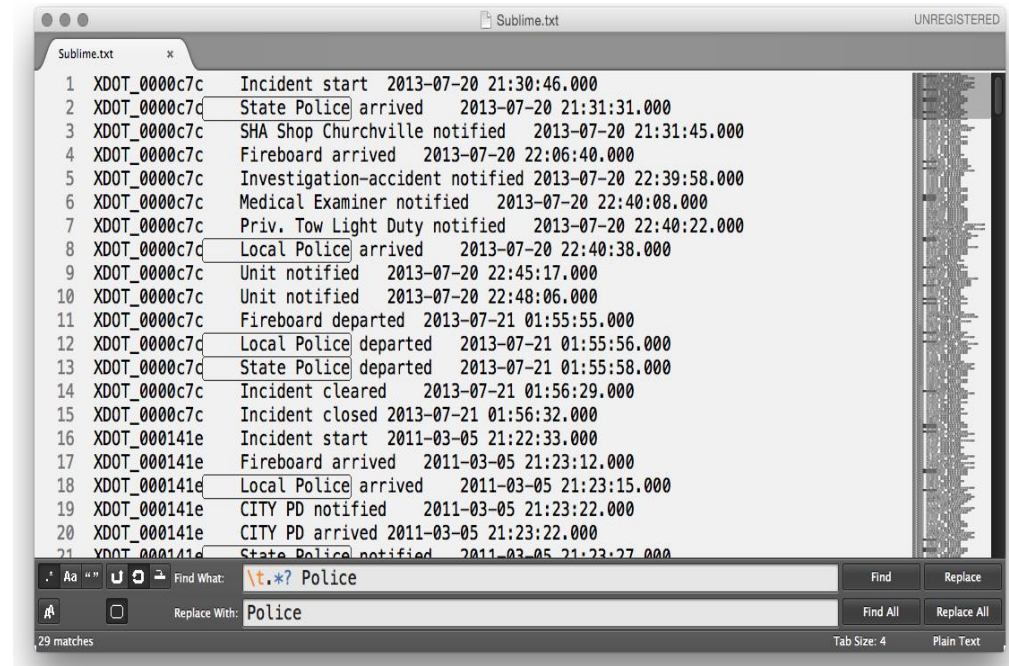 Sublime.txt
UNREGISTERED
Sublime.txt ×
1 XDOT_0000c7c Incident start 2013-07-20 21:30:46.000
2 XDOT_0000c7c State Police arrived 2013-07-20 21:31:31.000
3 XDOT_0000c7c SHA Shop Churchville notified 2013-07-20 21:31:45.000
4 XDOT_0000c7c Fireboard arrived 2013-07-20 22:06:40.000
5 XDOT_0000c7c Investigation-accident notified 2013-07-20 22:39:58.000
6 XDOT_0000c7c Medical Examiner notified 2013-07-20 22:40:08.000
7 XDOT_0000c7c Priv. Tow Light Duty notified 2013-07-20 22:40:22.000
8 XDOT_0000c7c Local Police arrived 2013-07-20 22:40:38.000
9 XDOT_0000c7c Unit notified 2013-07-20 22:45:17.000
10 XDOT_0000c7c Unit notified 2013-07-20 22:48:06.000
11 XDOT_0000c7c Fireboard departed 2013-07-21 01:55:55.000
12 XDOT_0000c7c Local Police departed 2013-07-21 01:55:56.000
13 XDOT_0000c7c State Police departed 2013-07-21 01:55:58.000
14 XDOT_0000c7c Incident cleared 2013-07-21 01:56:29.000
15 XDOT_0000c7c Incident closed 2013-07-21 01:56:32.000
16 XDOT_000141e Incident start 2011-03-05 21:22:33.000
17 XDOT_000141e Fireboard arrived 2011-03-05 21:23:12.000
18 XDOT_000141e Local Police arrived 2011-03-05 21:23:15.000
19 XDOT_000141e CITY PD notified 2011-03-05 21:23:22.000
20 XDOT_000141e CITY PD arrived 2011-03-05 21:23:22.000
21 XDOT_000141e State Police notified 2011-03-05 21:23:27.000
.* Aa “” Find What: \t.*? Police Find Replace
Replace With: Police Find All Replace All
29 matches Tab Size: 4 Plain Text